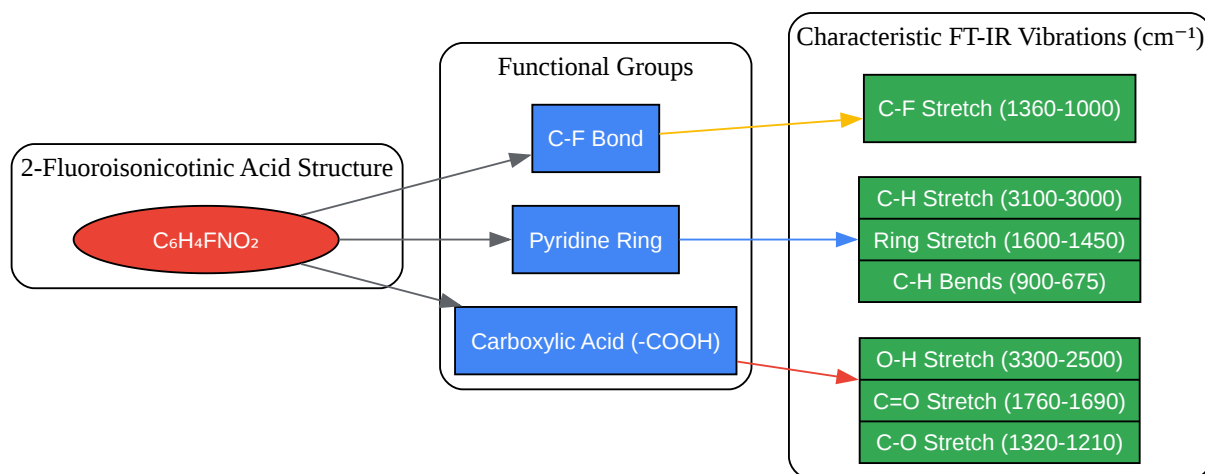 2-Fluoroisonicotinic Acid Structure
C₆H₄FNO₂
Functional Groups
C-F Bond
Pyridine Ring
Carboxylic Acid (-COOH)
Characteristic FT-IR Vibrations (cm⁻¹)
C-F Stretch (1360-1000)
C-H Stretch (3100-3000)
Ring Stretch (1600-1450)
C-H Bends (900-675)
O-H Stretch (3300-2500)
C=O Stretch (1760-1690)
C-O Stretch (1320-1210)